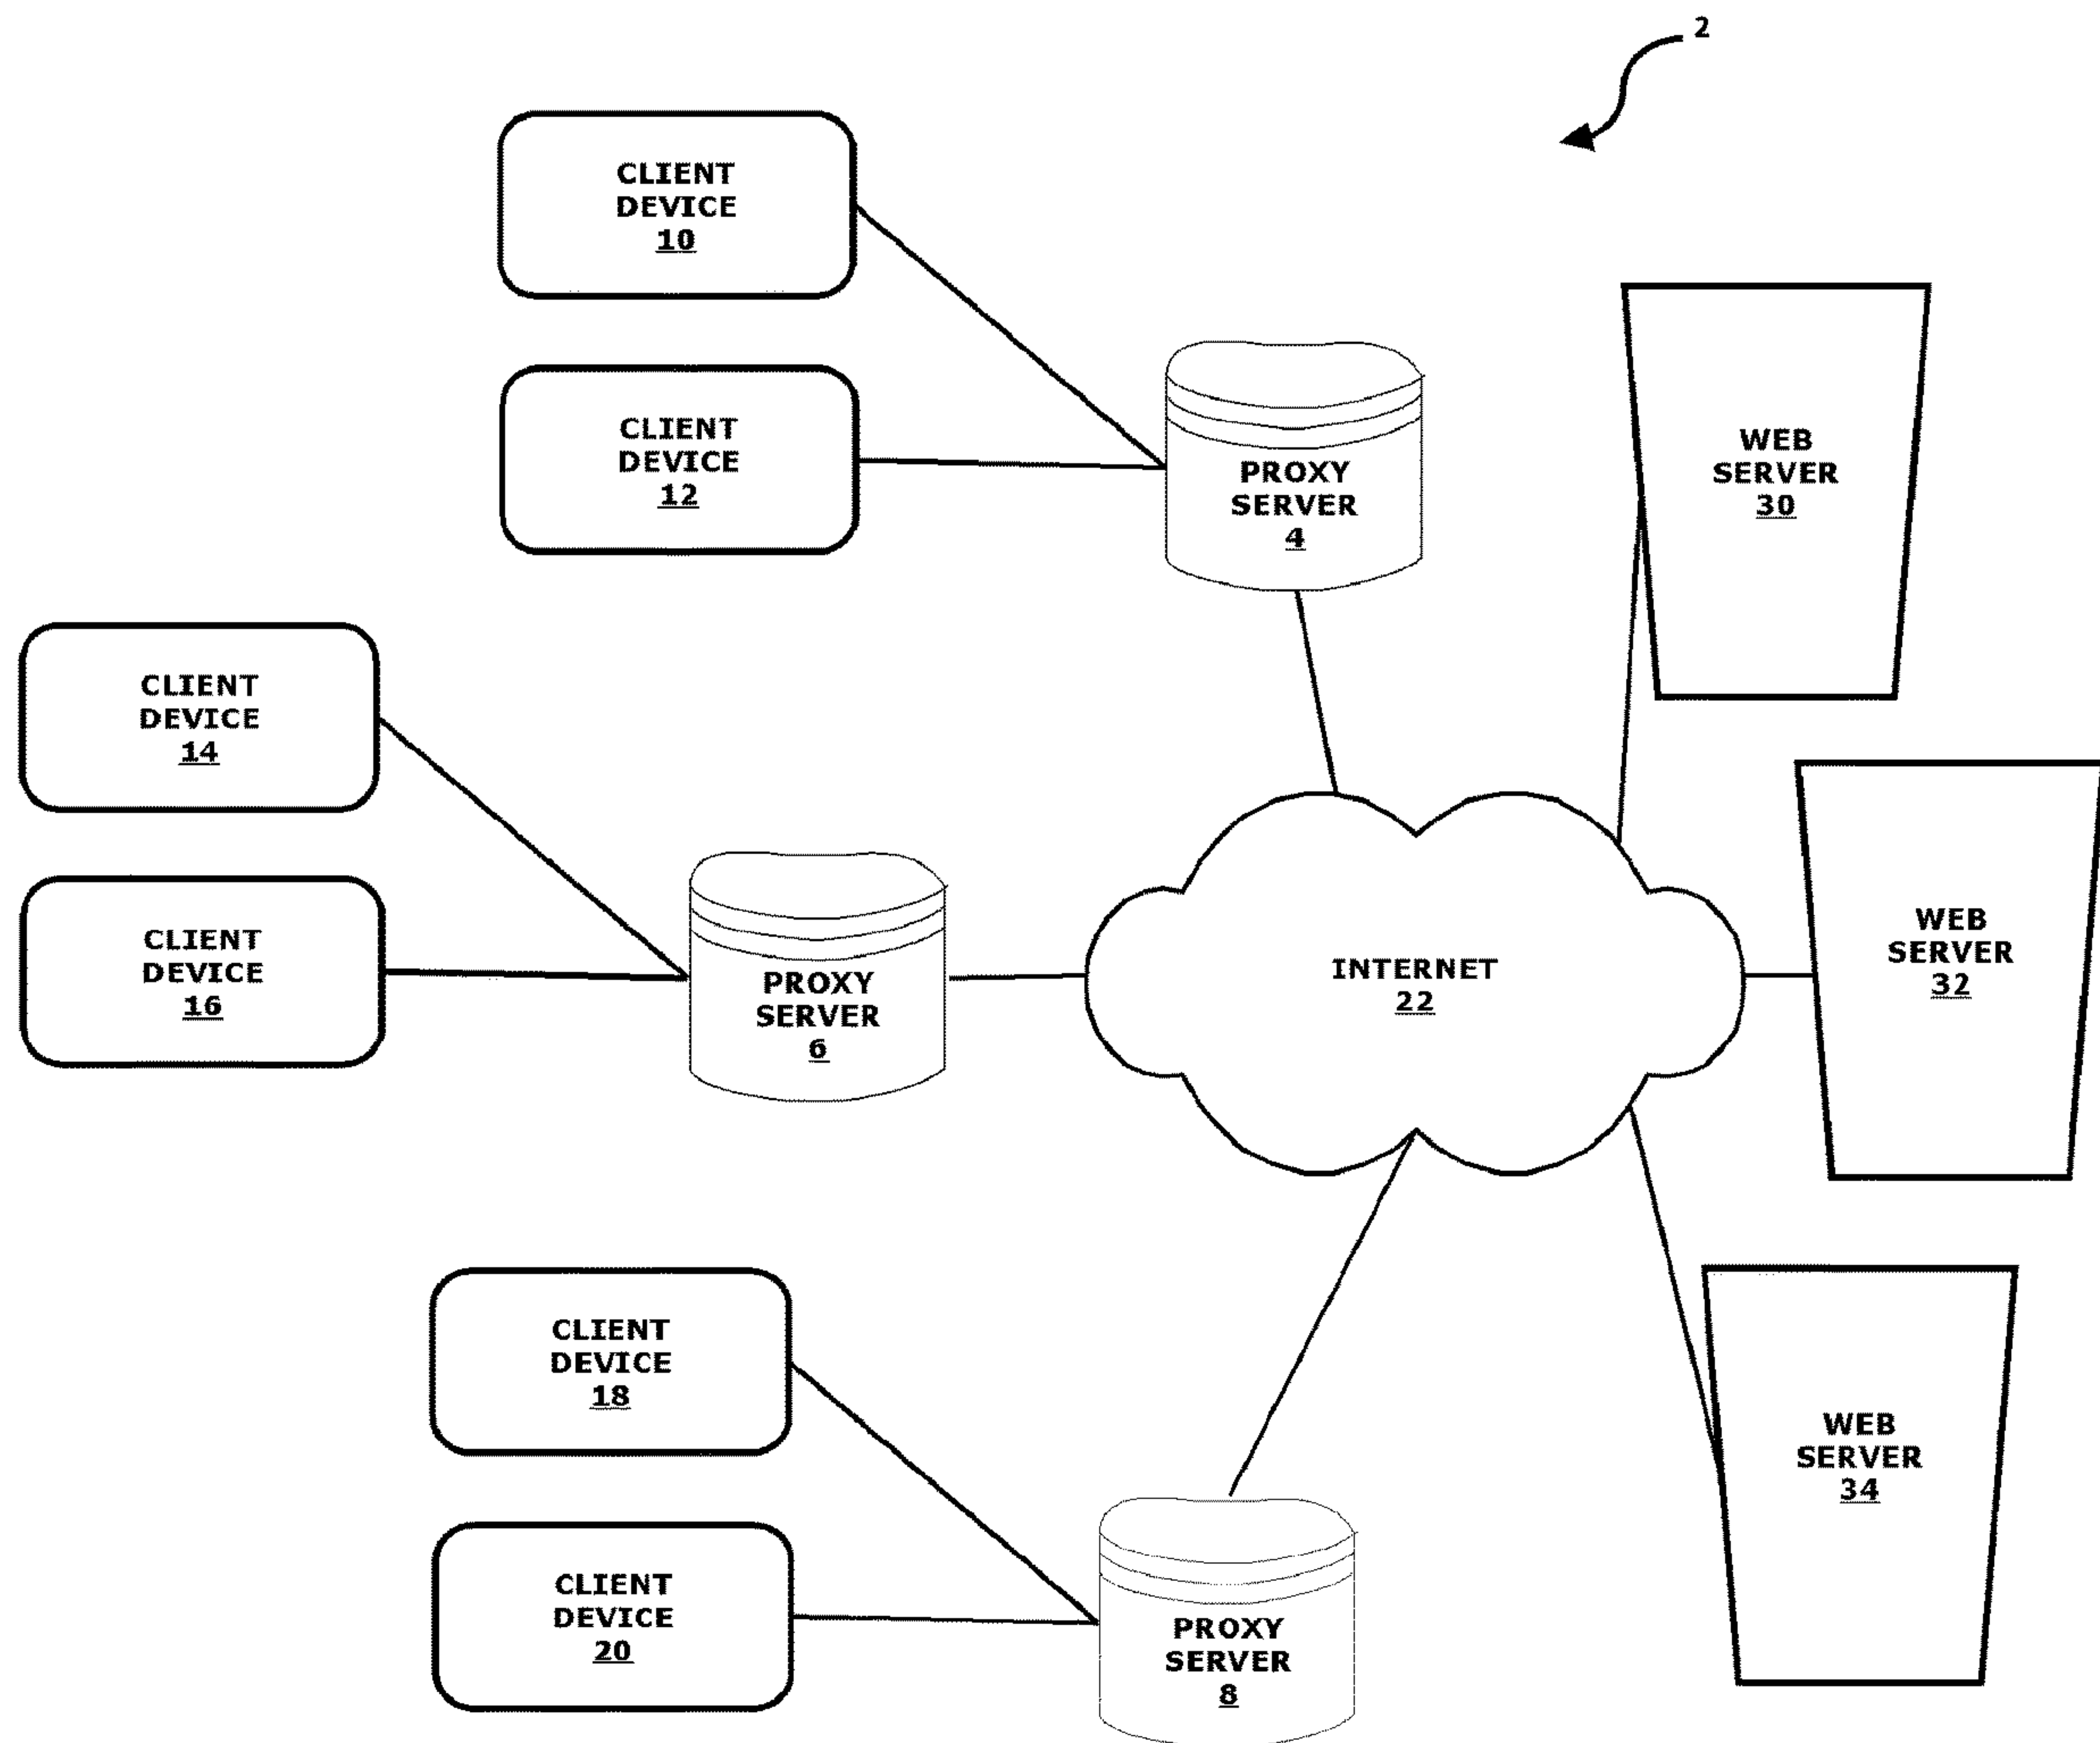 2
CLIENT
DEVICE
10
CLIENT
DEVICE
12
PROXY
SERVER
4
WEB
SERVER
30
CLIENT
DEVICE
14
CLIENT
DEVICE
16
PROXY
SERVER
6
INTERNET
22
WEB
SERVER
32
CLIENT
DEVICE
18
CLIENT
DEVICE
20
PROXY
SERVER
8
WEB
SERVER
34